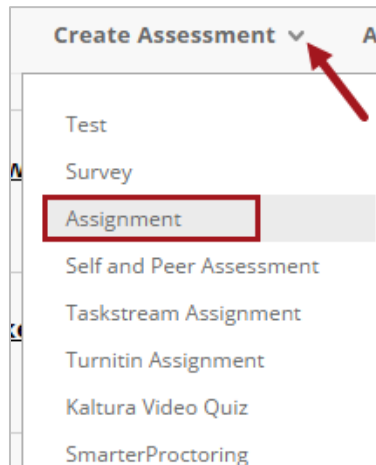 Create Assessment
Test
Survey
Assignment
Self and Peer Assessment
Taskstream Assignment
Turnitin Assignment
Kaltura Video Quiz
SmarterProctoring